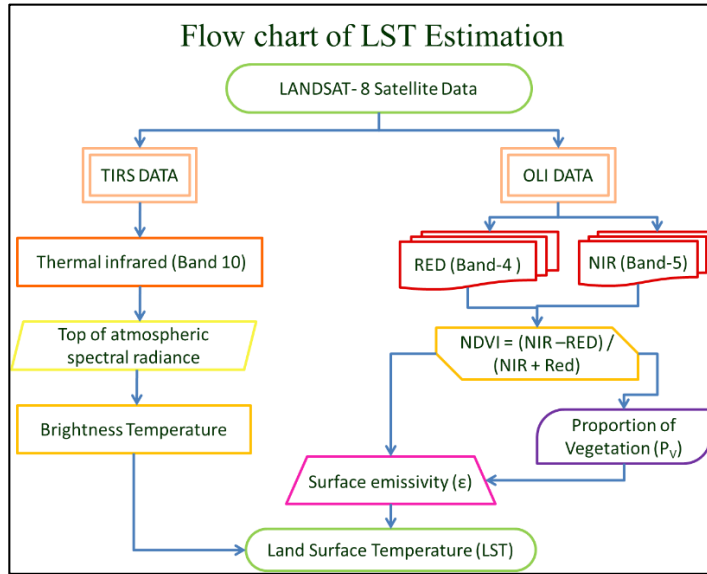 Flow chart of LST Estimation
LANDSAT- 8 Satellite Data
TIRS DATA
OLI DATA
Thermal infrared (Band 10)
RED (Band-4 )
NIR (Band-5)
Top of atmospheric
spectral radiance
NDVI = (NIR –RED) /
(NIR + Red)
Brightness Temperature
Proportion of
Vegetation (PV)
Surface emissivity (ε)
Land Surface Temperature (LST)